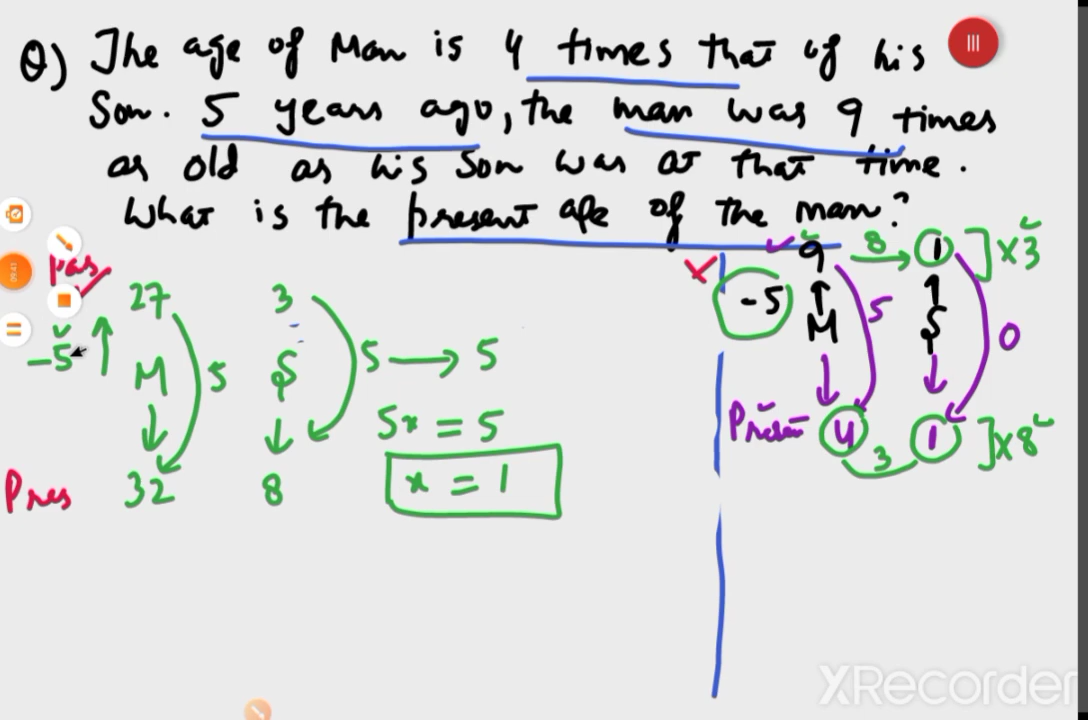 Q) The age of Man is 4 times that of his
Son. 5 years ago, the man was 9 times
as old as his Son was at that time.
What is the present age of the man?
9 8 1 ] x3
-5 M 5 $ 0
Present 4 3 1 ] x8
pas
27 3
-5 M 5 $ 5 → 5
5x = 5
Pres 32 8
x = 1
39:41
XRecorder